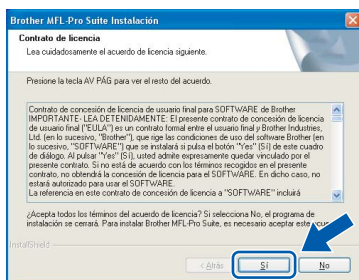 Brother MFL-Pro Suite Instalación
Contrato de licencia
Lea cuidadosamente el acuerdo de licencia siguiente.
Presione la tecla AV PÁG para ver el resto del acuerdo.
Contrato de concesión de licencia de usuario final para SOFTWARE de Brother
IMPORTANTE- LEA DETENIDAMENTE: El presente contrato de concesión de licencia
de usuario final ("EULA") es un contrato formal entre el usuario final y Brother Industries,
Ltd. (en lo sucesivo, "Brother"), que rige las condiciones de uso del software Brother (en
lo sucesivo, "SOFTWARE") que se instalará si pulsa el botón "Yes" (Sí) de este cuadro
de diálogo. Al pulsar "Yes" (Sí), usted admite expresamente quedar vinculado por el
presente contrato. Si no está de acuerdo con los términos recogidos en el presente
contrato, no obtendrá la concesión de licencia para el SOFTWARE. En dicho caso, no
estará autorizado para usar el SOFTWARE.
La referencia en este contrato de concesión de licencia a "SOFTWARE" incluirá
¿Acepta todos los términos del acuerdo de licencia? Si selecciona No, el programa de
instalación se cerrará. Para instalar Brother MFL-Pro Suite, es necesario aceptar este
InstallShield
< Atrás
Sí
No